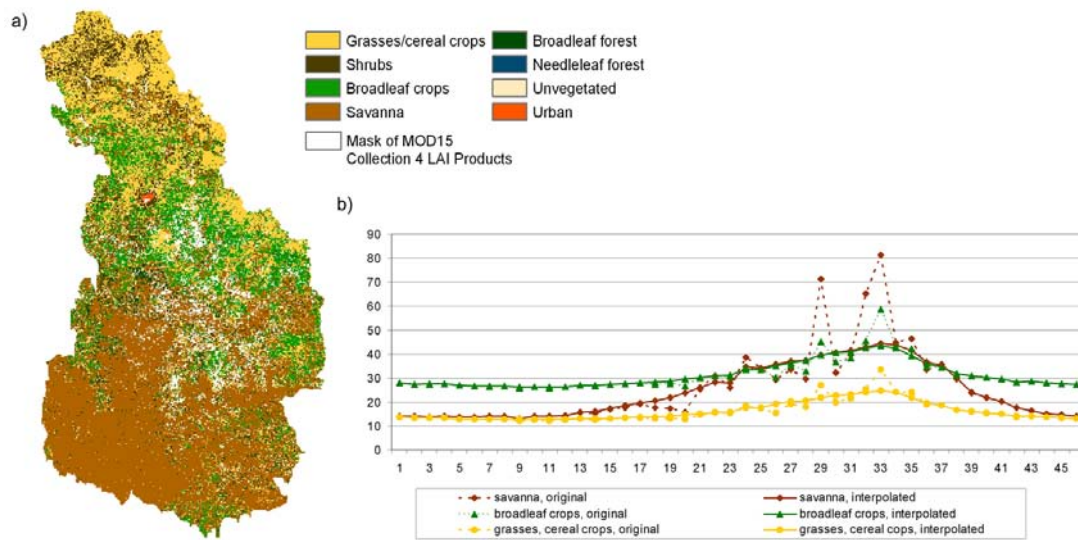 a)
Grasses/cereal crops
Shrubs
Broadleaf crops
Savanna
Mask of MOD15
Collection 4 LAI Products
Broadleaf forest
Needleleaf forest
Unvegetated
Urban
b)
90
80
70
60
50
40
30
20
10
0
1 3 5 7 9 11 13 15 17 19 21 23 25 27 29 31 33 35 37 39 41 43 45
savanna, original
savanna, interpolated
broadleaf crops, original
broadleaf crops, interpolated
grasses, cereal crops, original
grasses, cereal cops, interpolated